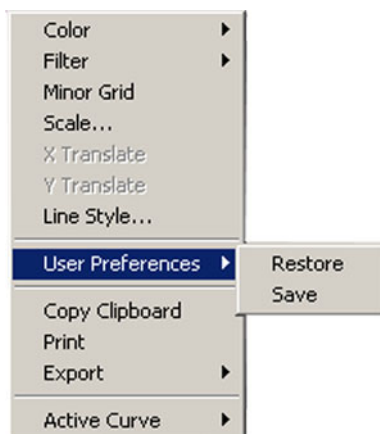 Color
Filter
Minor Grid
Scale...
X Translate
Y Translate
Line Style...
User Preferences
Restore
Save
Copy Clipboard
Print
Export
Active Curve